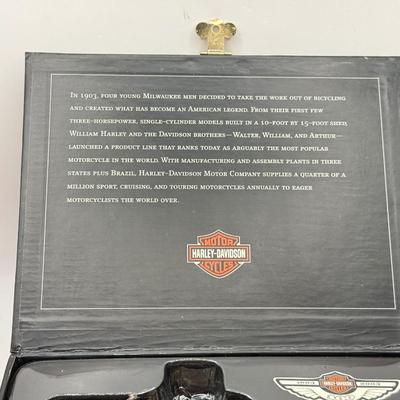 In 1903, four young Milwaukee men decided to take the work out of bicycling
and created what has become an American legend. From their first few
three-horsepower, single-cylinder models built in a 10-foot by 15-foot shed,
William Harley and the Davidson brothers—Walter, William, and Arthur—
launched a product line that ranks today as arguably the most popular
motorcycle in the world. With manufacturing and assembly plants in three
states plus Brazil, Harley-Davidson Motor Company supplies a quarter of a
million sport, cruising, and touring motorcycles annually to eager
motorcyclists the world over.
MOTOR
HARLEY-DAVIDSON
CYCLES
1903 HARLEY-DAVIDSON 2003